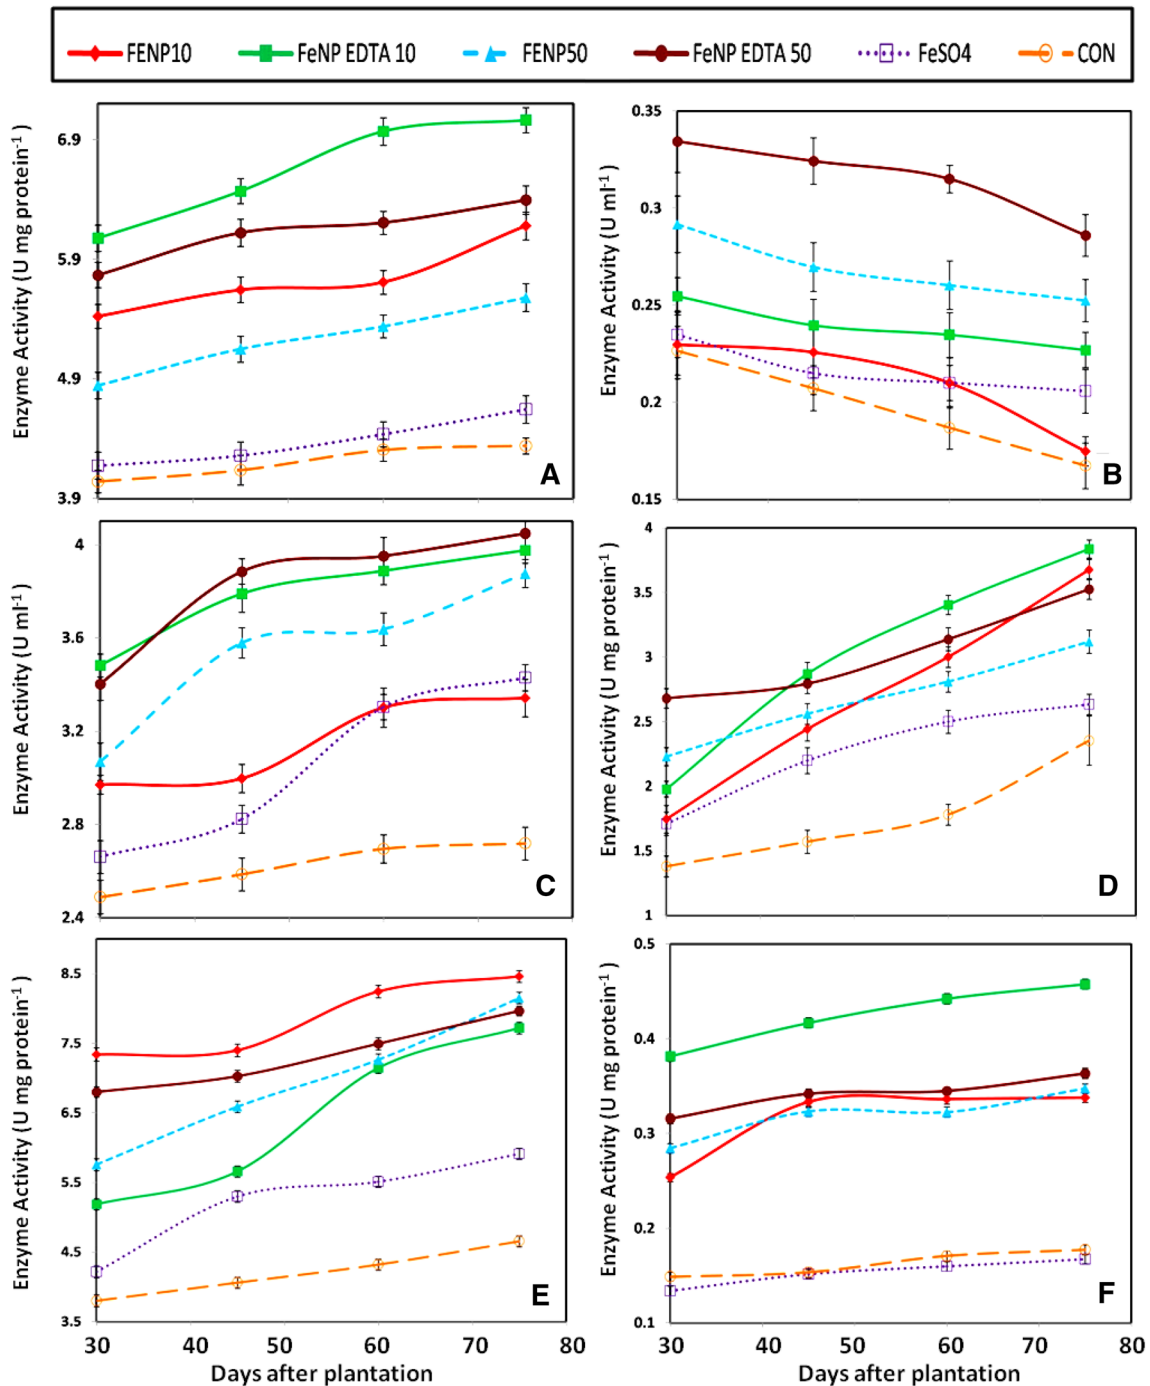 FENP10 FeNP EDTA 10 FENP50 FeNP EDTA 50 FeSO4 CON
Enzyme Activity (U mg protein⁻¹ )
6.9
5.9
4.9
3.9
A
Enzyme Activity (U ml⁻¹ )
0.35
0.3
0.25
0.2
0.15
B
Enzyme Activity (U ml⁻¹ )
4
3.6
3.2
2.8
2.4
C
Enzyme Activity (U mg protein⁻¹ )
4
3.5
3
2.5
2
1.5
1
D
Enzyme Activity (U mg protein⁻¹ )
8.5
7.5
6.5
5.5
4.5
3.5
E
30 40 50 60 70 80
Days after plantation
Enzyme Activity (U mg protein⁻¹ )
0.5
0.4
0.3
0.2
0.1
F
30 40 50 60 70 80
Days after plantation